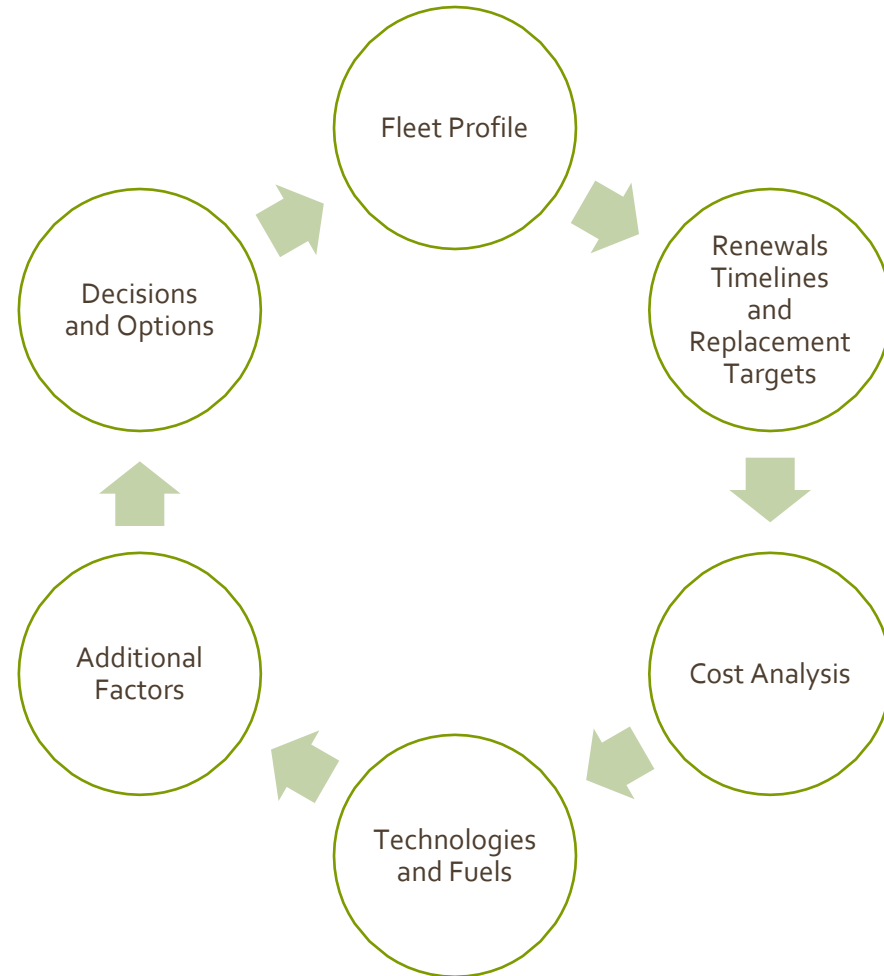 Fleet Profile
Renewals
Timelines
and
Replacement
Targets
Cost Analysis
Technologies
and Fuels
Additional
Factors
Decisions
and Options